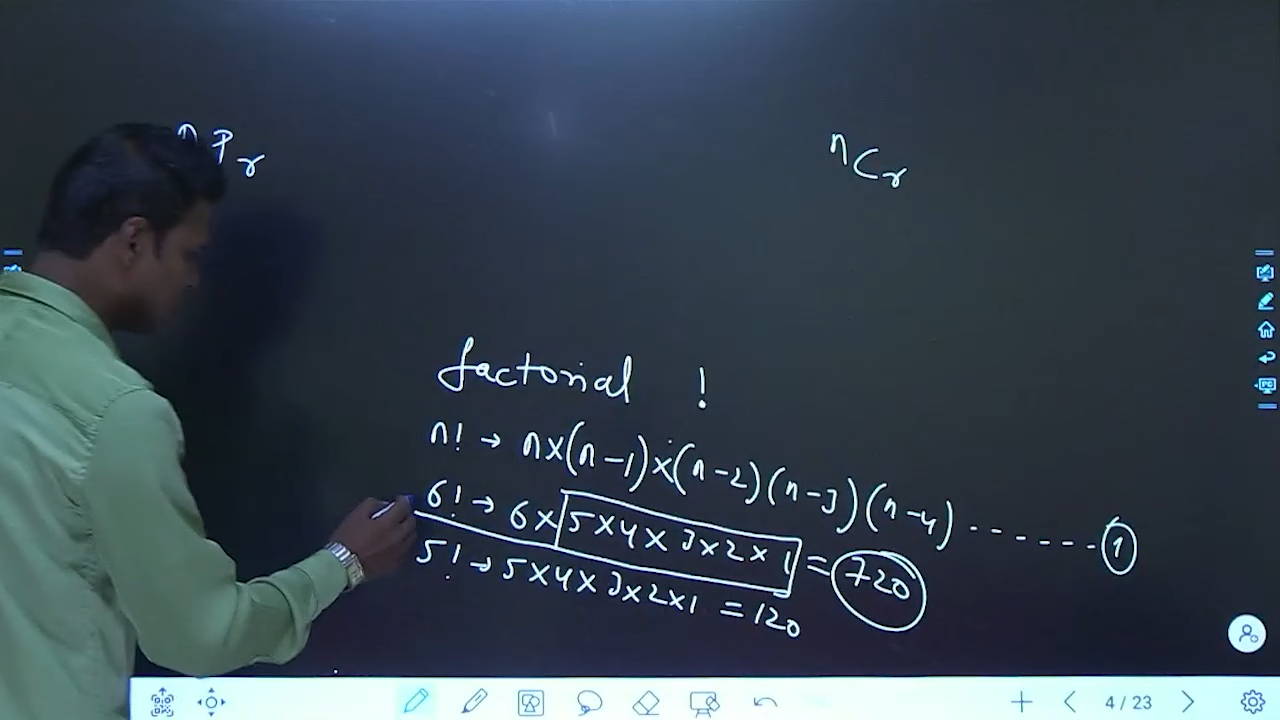 nPr
nCr
factorial !
n! → n×(n-1)×(n-2)(n-3)(n-4)------1
6! → 6×5×4×3×2×1 = 720
5! → 5×4×3×2×1 = 120
4 / 23
PC